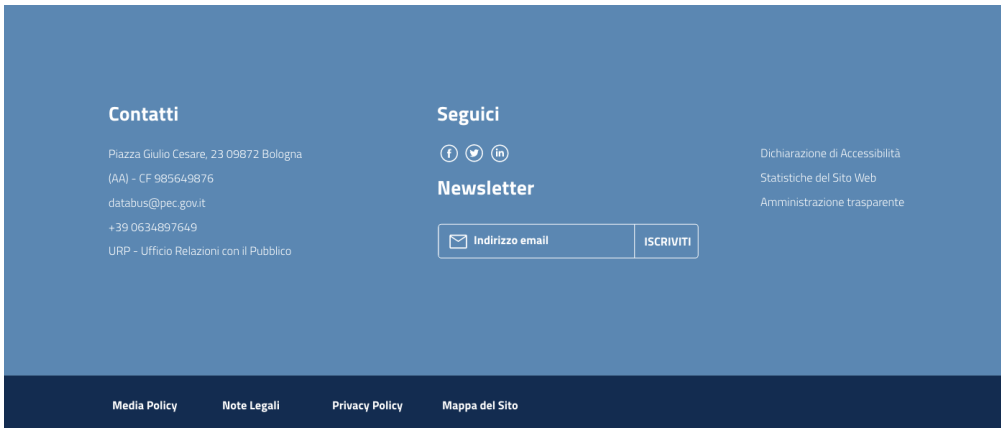 Contatti
Piazza Giulio Cesare, 23 09872 Bologna
(AA) - CF 985649876
databus@pec.gov.it
+39 0634897649
URP - Ufficio Relazioni con il Pubblico
Seguici
Newsletter
Indirizzo email
ISCRIVITI
Dichiarazione di Accessibilità
Statistiche del Sito Web
Amministrazione trasparente
Media Policy
Note Legali
Privacy Policy
Mappa del Sito